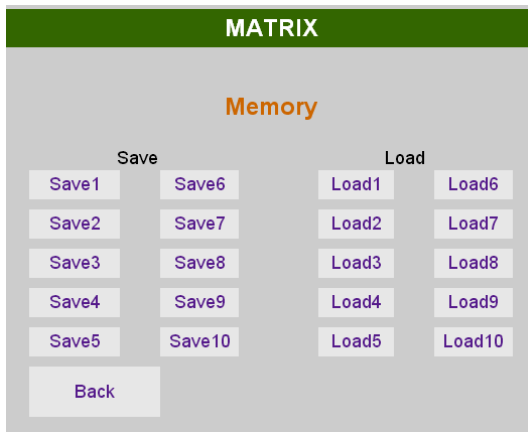 MATRIX
Memory
Save Load
Save1 Save6 Load1 Load6
Save2 Save7 Load2 Load7
Save3 Save8 Load3 Load8
Save4 Save9 Load4 Load9
Save5 Save10 Load5 Load10
Back